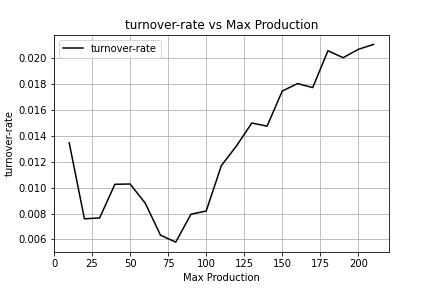 turnover-rate vs Max Production
turnover-rate
0.020
0.018
0.016
0.014
0.012
0.010
0.008
0.006
turnover-rate
0 25 50 75 100 125 150 175 200
Max Production